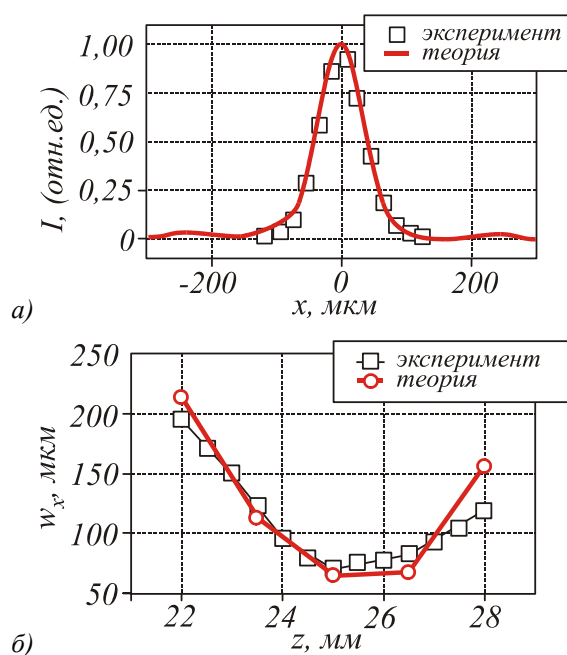 эксперимент
теория
1,00
0,75
0,50
0,25
0
I, (отн.ед.)
-200 0 200
x, мкм
а)
эксперимент
теория
250
200
150
100
50
wₓ, мкм
22 24 26 28
z, мм
б)